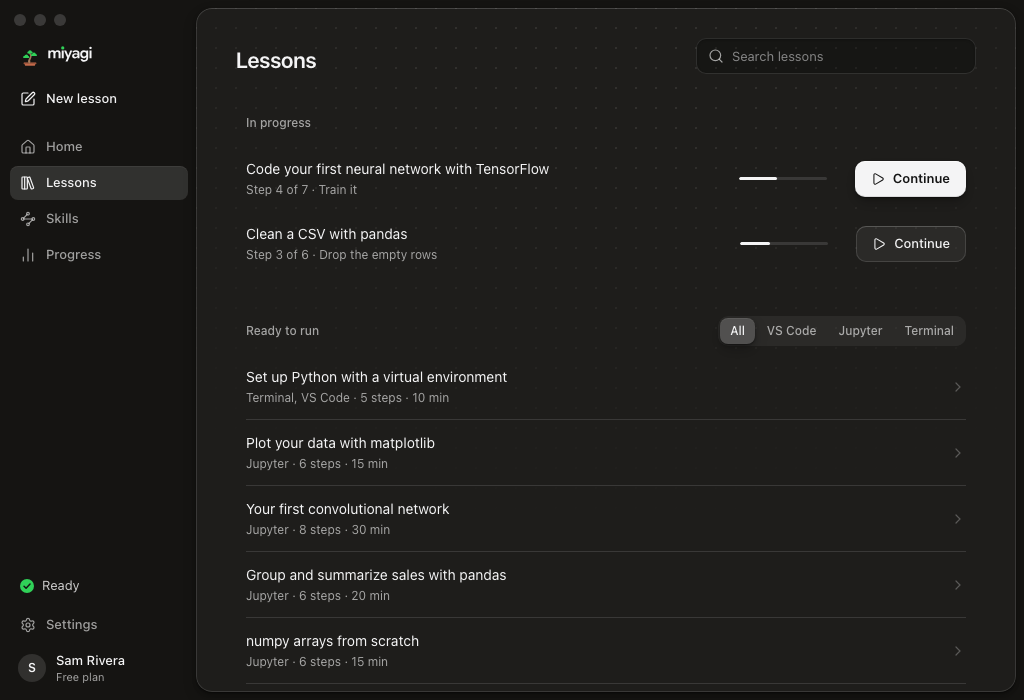 miyagi
New lesson
Home
Lessons
Skills
Progress
Ready
Settings
S
Sam Rivera
Free plan
Lessons
Search lessons
In progress
Code your first neural network with TensorFlow
Step 4 of 7 · Train it
Continue
Clean a CSV with pandas
Step 3 of 6 · Drop the empty rows
Continue
Ready to run
All VS Code Jupyter Terminal
Set up Python with a virtual environment
Terminal, VS Code · 5 steps · 10 min
Plot your data with matplotlib
Jupyter · 6 steps · 15 min
Your first convolutional network
Jupyter · 8 steps · 30 min
Group and summarize sales with pandas
Jupyter · 6 steps · 20 min
numpy arrays from scratch
Jupyter · 6 steps · 15 min